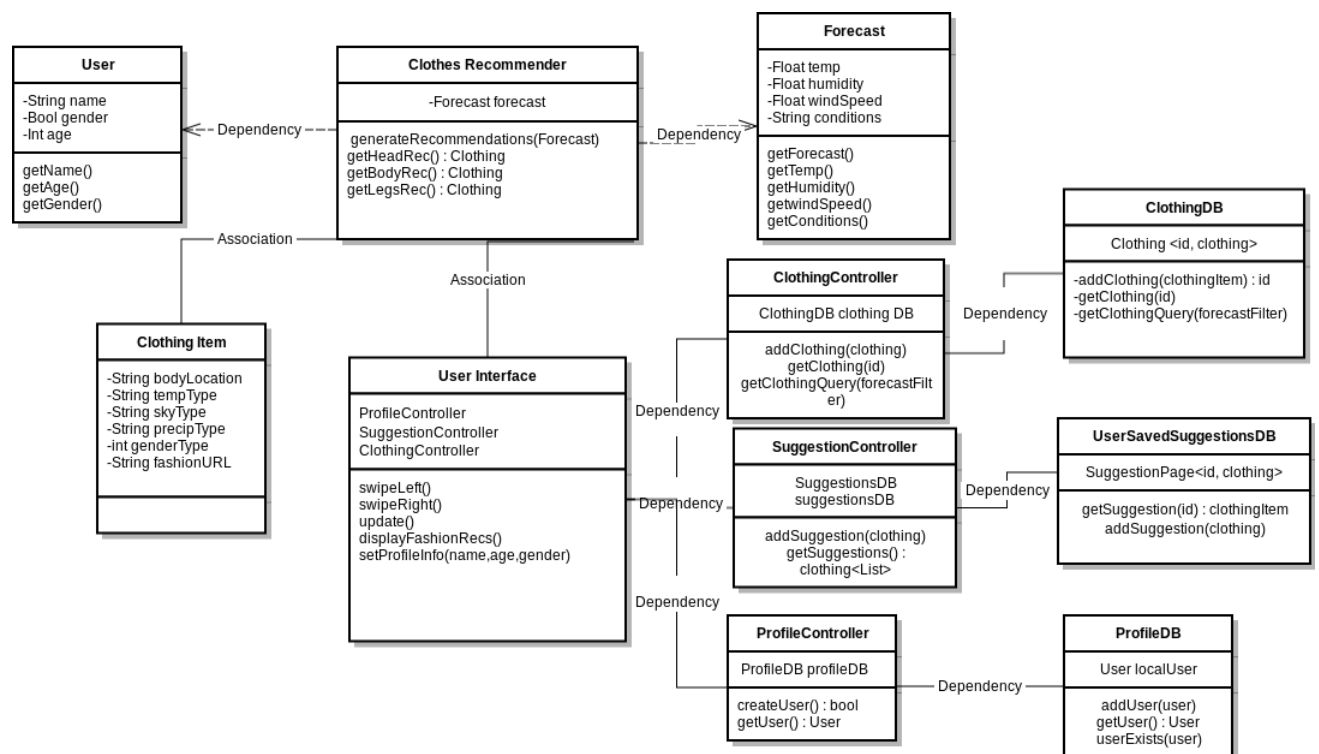 User
-String name
-Bool gender
-Int age
getName()
getAge()
getGender()
Dependency
Clothes Recommender
-Forecast forecast
generateRecommendations(Forecast)
getHeadRec() : Clothing
getBodyRec() : Clothing
getLegsRec() : Clothing
Dependency
Forecast
-Float temp
-Float humidity
-Float windSpeed
-String conditions
getForecast()
getTemp()
getHumidity()
getwindSpeed()
getConditions()
Association
Association
Clothing Item
-String bodyLocation
-String tempType
-String skyType
-String precipType
-int genderType
-String fashionURL
User Interface
ProfileController
SuggestionController
ClothingController
swipeLeft()
swipeRight()
update()
displayFashionRecs()
setProfileInfo(name,age,gender)
Dependency
Dependency
Dependency
ClothingController
ClothingDB clothing DB
addClothing(clothing)
getClothing(id)
getClothingQuery(forecastFilt
er)
Dependency
ClothingDB
Clothing <id, clothing>
-addClothing(clothingItem) : id
-getClothing(id)
-getClothingQuery(forecastFilter)
SuggestionController
SuggestionsDB
suggestionsDB
addSuggestion(clothing)
getSuggestions() :
clothing<List>
Dependency
UserSavedSuggestionsDB
SuggestionPage<id, clothing>
getSuggestion(id) : clothingItem
addSuggestion(clothing)
ProfileController
ProfileDB profileDB
createUser() : bool
getUser() : User
Dependency
ProfileDB
User localUser
addUser(user)
getUser() : User
userExists(user)